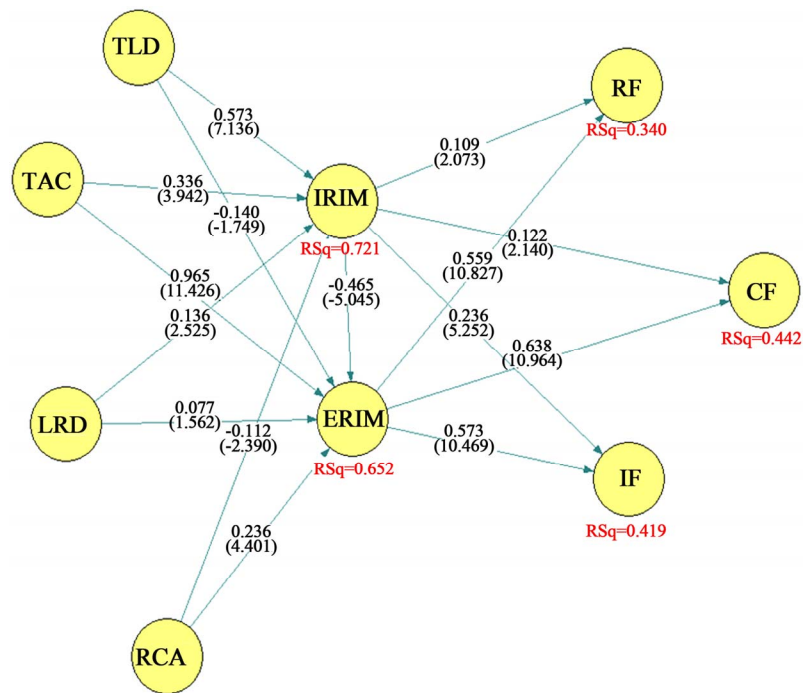 TLD
RF
0.573
(7.136)
RSq=0.340
0.109
(2.073)
TAC
0.336
(3.942)
IRIM
-0.140
(-1.749)
RSq=0.721
0.122
(2.140)
0.559
(10.827)
0.965
(11.426)
-0.465
(-5.045)
CF
0.136
(2.525)
0.236
(5.252)
RSq=0.442
0.638
(10.964)
LRD
0.077
(1.562)
ERIM
-0.112
(-2.390)
0.573
(10.469)
RSq=0.652
IF
0.236
(4.401)
RSq=0.419
RCA